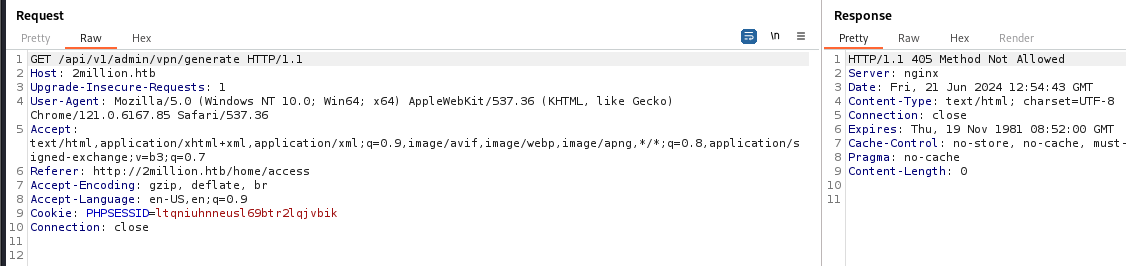 Request
Pretty Raw Hex
\n
1 GET /api/v1/admin/vpn/generate HTTP/1.1
2 Host: 2million.htb
3 Upgrade-Insecure-Requests: 1
4 User-Agent: Mozilla/5.0 (Windows NT 10.0; Win64; x64) AppleWebKit/537.36 (KHTML, like Gecko)
Chrome/121.0.6167.85 Safari/537.36
5 Accept:
text/html,application/xhtml+xml,application/xml;q=0.9,image/avif,image/webp,image/apng,*/*;q=0.8,application/s
igned-exchange;v=b3;q=0.7
6 Referer: http://2million.htb/home/access
7 Accept-Encoding: gzip, deflate, br
8 Accept-Language: en-US,en;q=0.9
9 Cookie: PHPSESSID=ltqniuhnneusl69btr2lqjvbik
10 Connection: close
11
12
Response
Pretty Raw Hex Render
1 HTTP/1.1 405 Method Not Allowed
2 Server: nginx
3 Date: Fri, 21 Jun 2024 12:54:43 GMT
4 Content-Type: text/html; charset=UTF-8
5 Connection: close
6 Expires: Thu, 19 Nov 1981 08:52:00 GMT
7 Cache-Control: no-store, no-cache, must-
8 Pragma: no-cache
9 Content-Length: 0
10
11